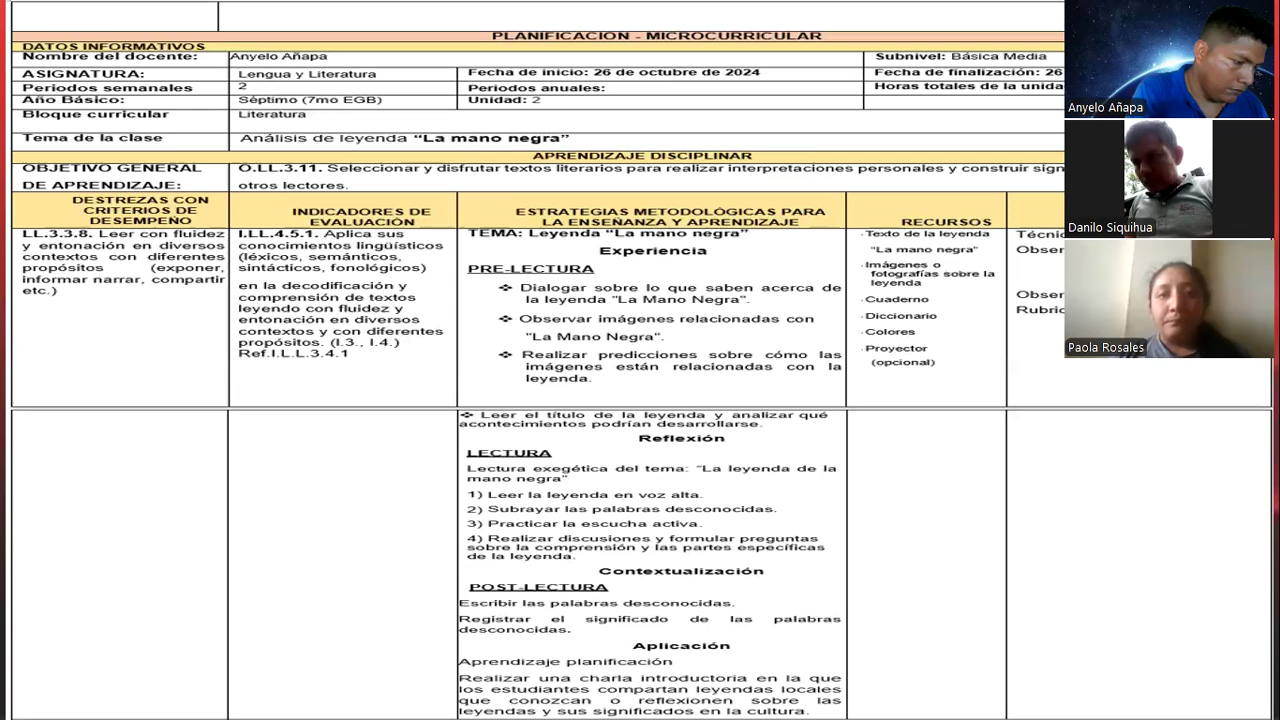 PLANIFICACION - MICROCURRICULAR
DATOS INFORMATIVOS
Nombre del docente: Anyelo Añapa Subnivel: Básica Media
ASIGNATURA: Lengua y Literatura Fecha de inicio: 26 de octubre de 2024 Fecha de finalización: 26
Periodos semanales 2 Periodos anuales: Horas totales de la unida
Año Básico: Séptimo (7mo EGB) Unidad: 2
Bloque curricular Literatura
Tema de la clase Análisis de leyenda “La mano negra”
APRENDIZAJE DISCIPLINAR
OBJETIVO GENERAL
DE APRENDIZAJE:
O.LL.3.11. Seleccionar y disfrutar textos literarios para realizar interpretaciones personales y construir sign
otros lectores.
DESTREZAS CON
CRITERIOS DE
DESEMPEÑO
INDICADORES DE
EVALUACIÓN
ESTRATEGIAS METODOLÓGICAS PARA
LA ENSEÑANZA Y APRENDIZAJE
RECURSOS
LL.3.3.8. Leer con fluidez
y entonación en diversos
contextos con diferentes
propósitos (exponer,
informar narrar, compartir
etc.)
I.LL.4.5.1. Aplica sus
conocimientos lingüísticos
(léxicos, semánticos,
sintácticos, fonológicos)
en la decodificación y
comprensión de textos
leyendo con fluidez y
entonación en diversos
contextos y con diferentes
propósitos. (I.3., I.4.)
Ref.I.L.L.3.4.1
TEMA: Leyenda “La mano negra”
Experiencia
PRE-LECTURA
❖ Dialogar sobre lo que saben acerca de
la leyenda "La Mano Negra".
❖ Observar imágenes relacionadas con
"La Mano Negra".
❖ Realizar predicciones sobre cómo las
imágenes están relacionadas con la
leyenda.
❖ Leer el título de la leyenda y analizar qué
acontecimientos podrían desarrollarse.
Reflexión
LECTURA
Lectura exegética del tema: “La leyenda de la
mano negra”
1) Leer la leyenda en voz alta.
2) Subrayar las palabras desconocidas.
3) Practicar la escucha activa.
4) Realizar discusiones y formular preguntas
sobre la comprensión y las partes específicas
de la leyenda.
Contextualización
POST-LECTURA
Escribir las palabras desconocidas.
Registrar el significado de las palabras
desconocidas.
Aplicación
Aprendizaje planificación
Realizar una charla introductoria en la que
los estudiantes compartan leyendas locales
que conozcan o reflexionen sobre las
leyendas y sus significados en la cultura.
· Texto de la leyenda
"La mano negra"
· Imágenes o
fotografías sobre la
leyenda
· Cuaderno
· Diccionario
· Colores
· Proyector
(opcional)
Técnic
Obser
Obser
Rubric
Anyelo Añapa
Danilo Siquihua
Paola Rosales